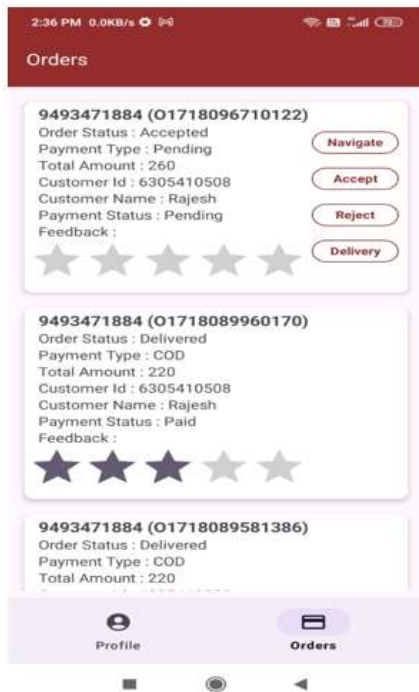 2:36 PM 0.0KB/s
Orders
9493471884 (O1718096710122)
Order Status : Accepted
Payment Type : Pending
Total Amount : 260
Customer Id : 6305410508
Customer Name : Rajesh
Payment Status : Pending
Feedback :
Navigate
Accept
Reject
Delivery
9493471884 (O1718089960170)
Order Status : Delivered
Payment Type : COD
Total Amount : 220
Customer Id : 6305410508
Customer Name : Rajesh
Payment Status : Paid
Feedback :
9493471884 (O1718089581386)
Order Status : Delivered
Payment Type : COD
Total Amount : 220
Profile
Orders